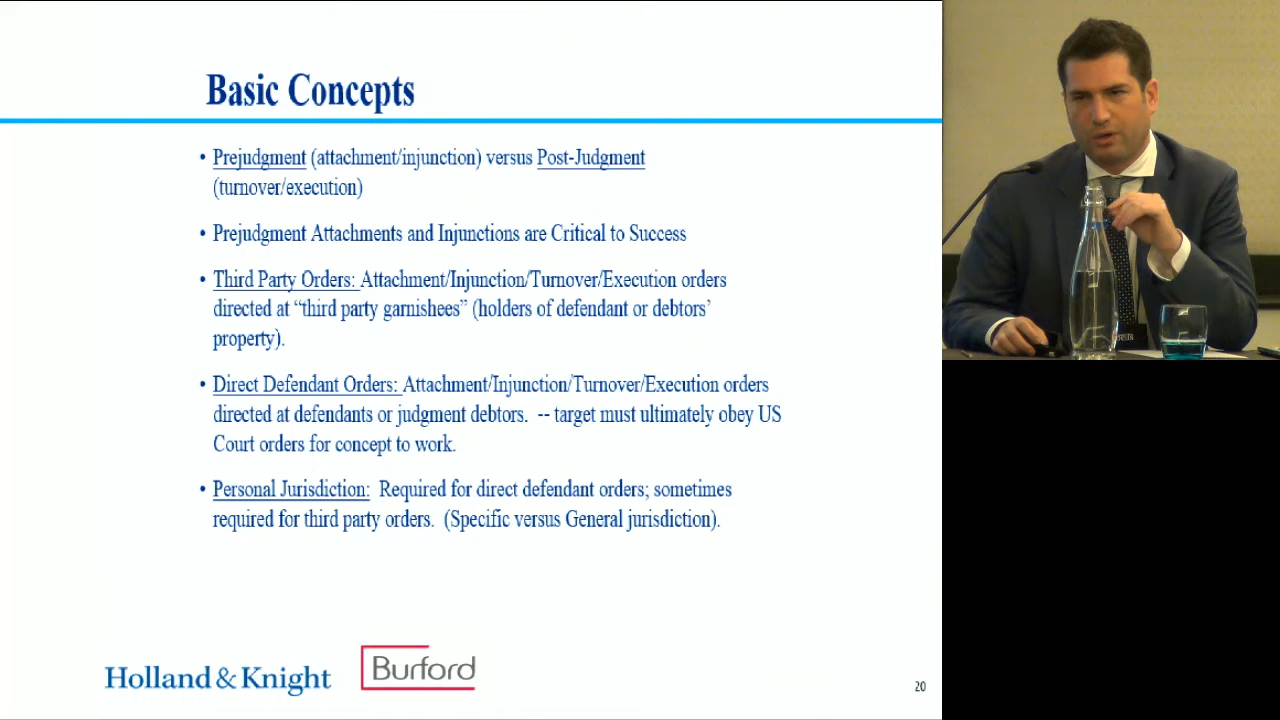 Basic Concepts
• Prejudgment (attachment/injunction) versus Post-Judgment
(turnover/execution)
• Prejudgment Attachments and Injunctions are Critical to Success
• Third Party Orders: Attachment/Injunction/Turnover/Execution orders
directed at “third party garnishees” (holders of defendant or debtors’
property).
• Direct Defendant Orders: Attachment/Injunction/Turnover/Execution orders
directed at defendants or judgment debtors. -- target must ultimately obey US
Court orders for concept to work.
• Personal Jurisdiction: Required for direct defendant orders; sometimes
required for third party orders. (Specific versus General jurisdiction).
Holland & Knight
Burford
20